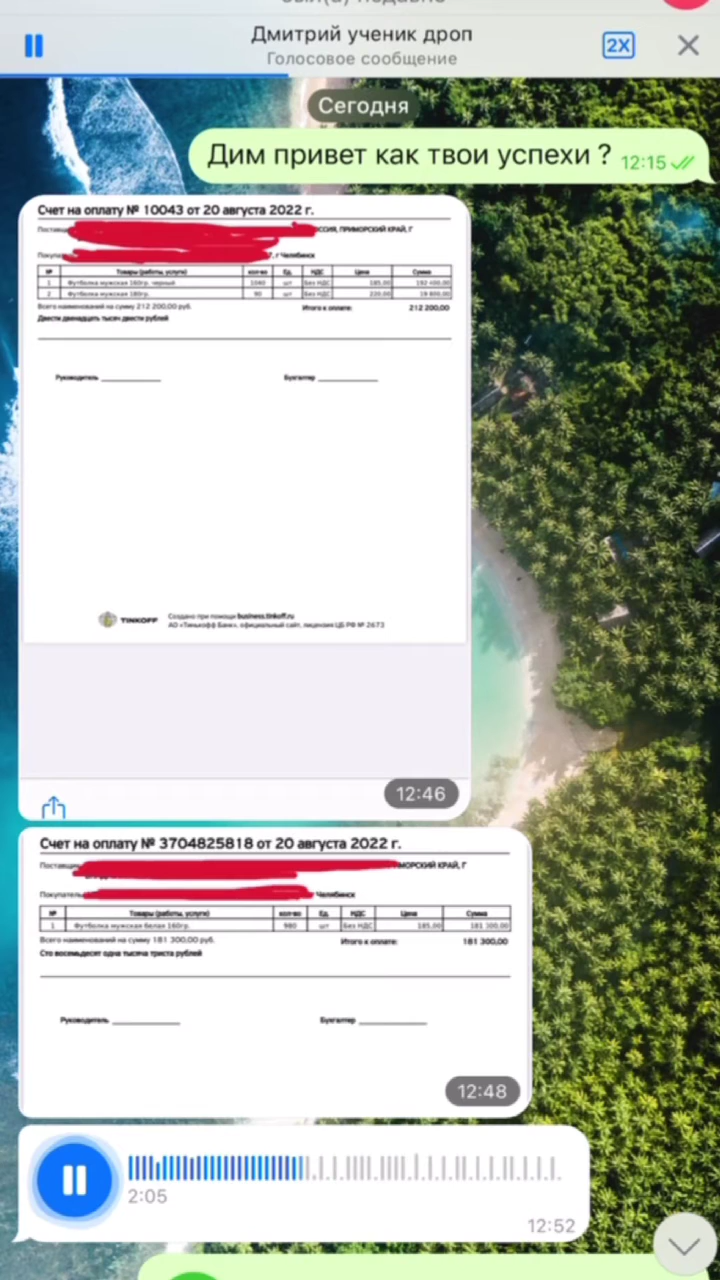 Дмитрий ученик дроп
2X
Голосовое сообщение
Сегодня
Дим привет как твои успехи ? 12:15
Счет на оплату № 10043 от 20 августа 2022 г.
ПРИМОРСКИЙ КРАЙ, Г
г Челябинск
№ Товары (работы, услуги) кол-во Ед. НДС Цена Сумма
1 Футболка мужская 160гр. черный 1040 шт Без НДС 185,00 192 400,00
2 Футболка мужская 180гр. 90 шт Без НДС 220,00 19 800,00
Всего наименований на сумму 212 200,00 руб. Итого к оплате: 212 200,00
Двести двенадцать тысяч двести рублей
Руководитель Бухгалтер
TINKOFF Создано при помощи business.tinkoff.ru
АО «Тинькофф Банк», официальный сайт, лицензия ЦБ РФ № 2673
12:46
Счет на оплату № 3704825818 от 20 августа 2022 г.
КРАЙ, Г
Покупатель
Челябинск
№ Товары (работы, услуги) кол-во Ед. НДС Цена Сумма
1 Футболка мужская белая 160гр. 980 шт Без НДС 185,00 181 300,00
Всего наименований на сумму 181 300,00 руб. Итого к оплате: 181 300,00
Сто восемьдесят одна тысяча триста рублей
Руководитель Бухгалтер
12:48
2:05
12:52